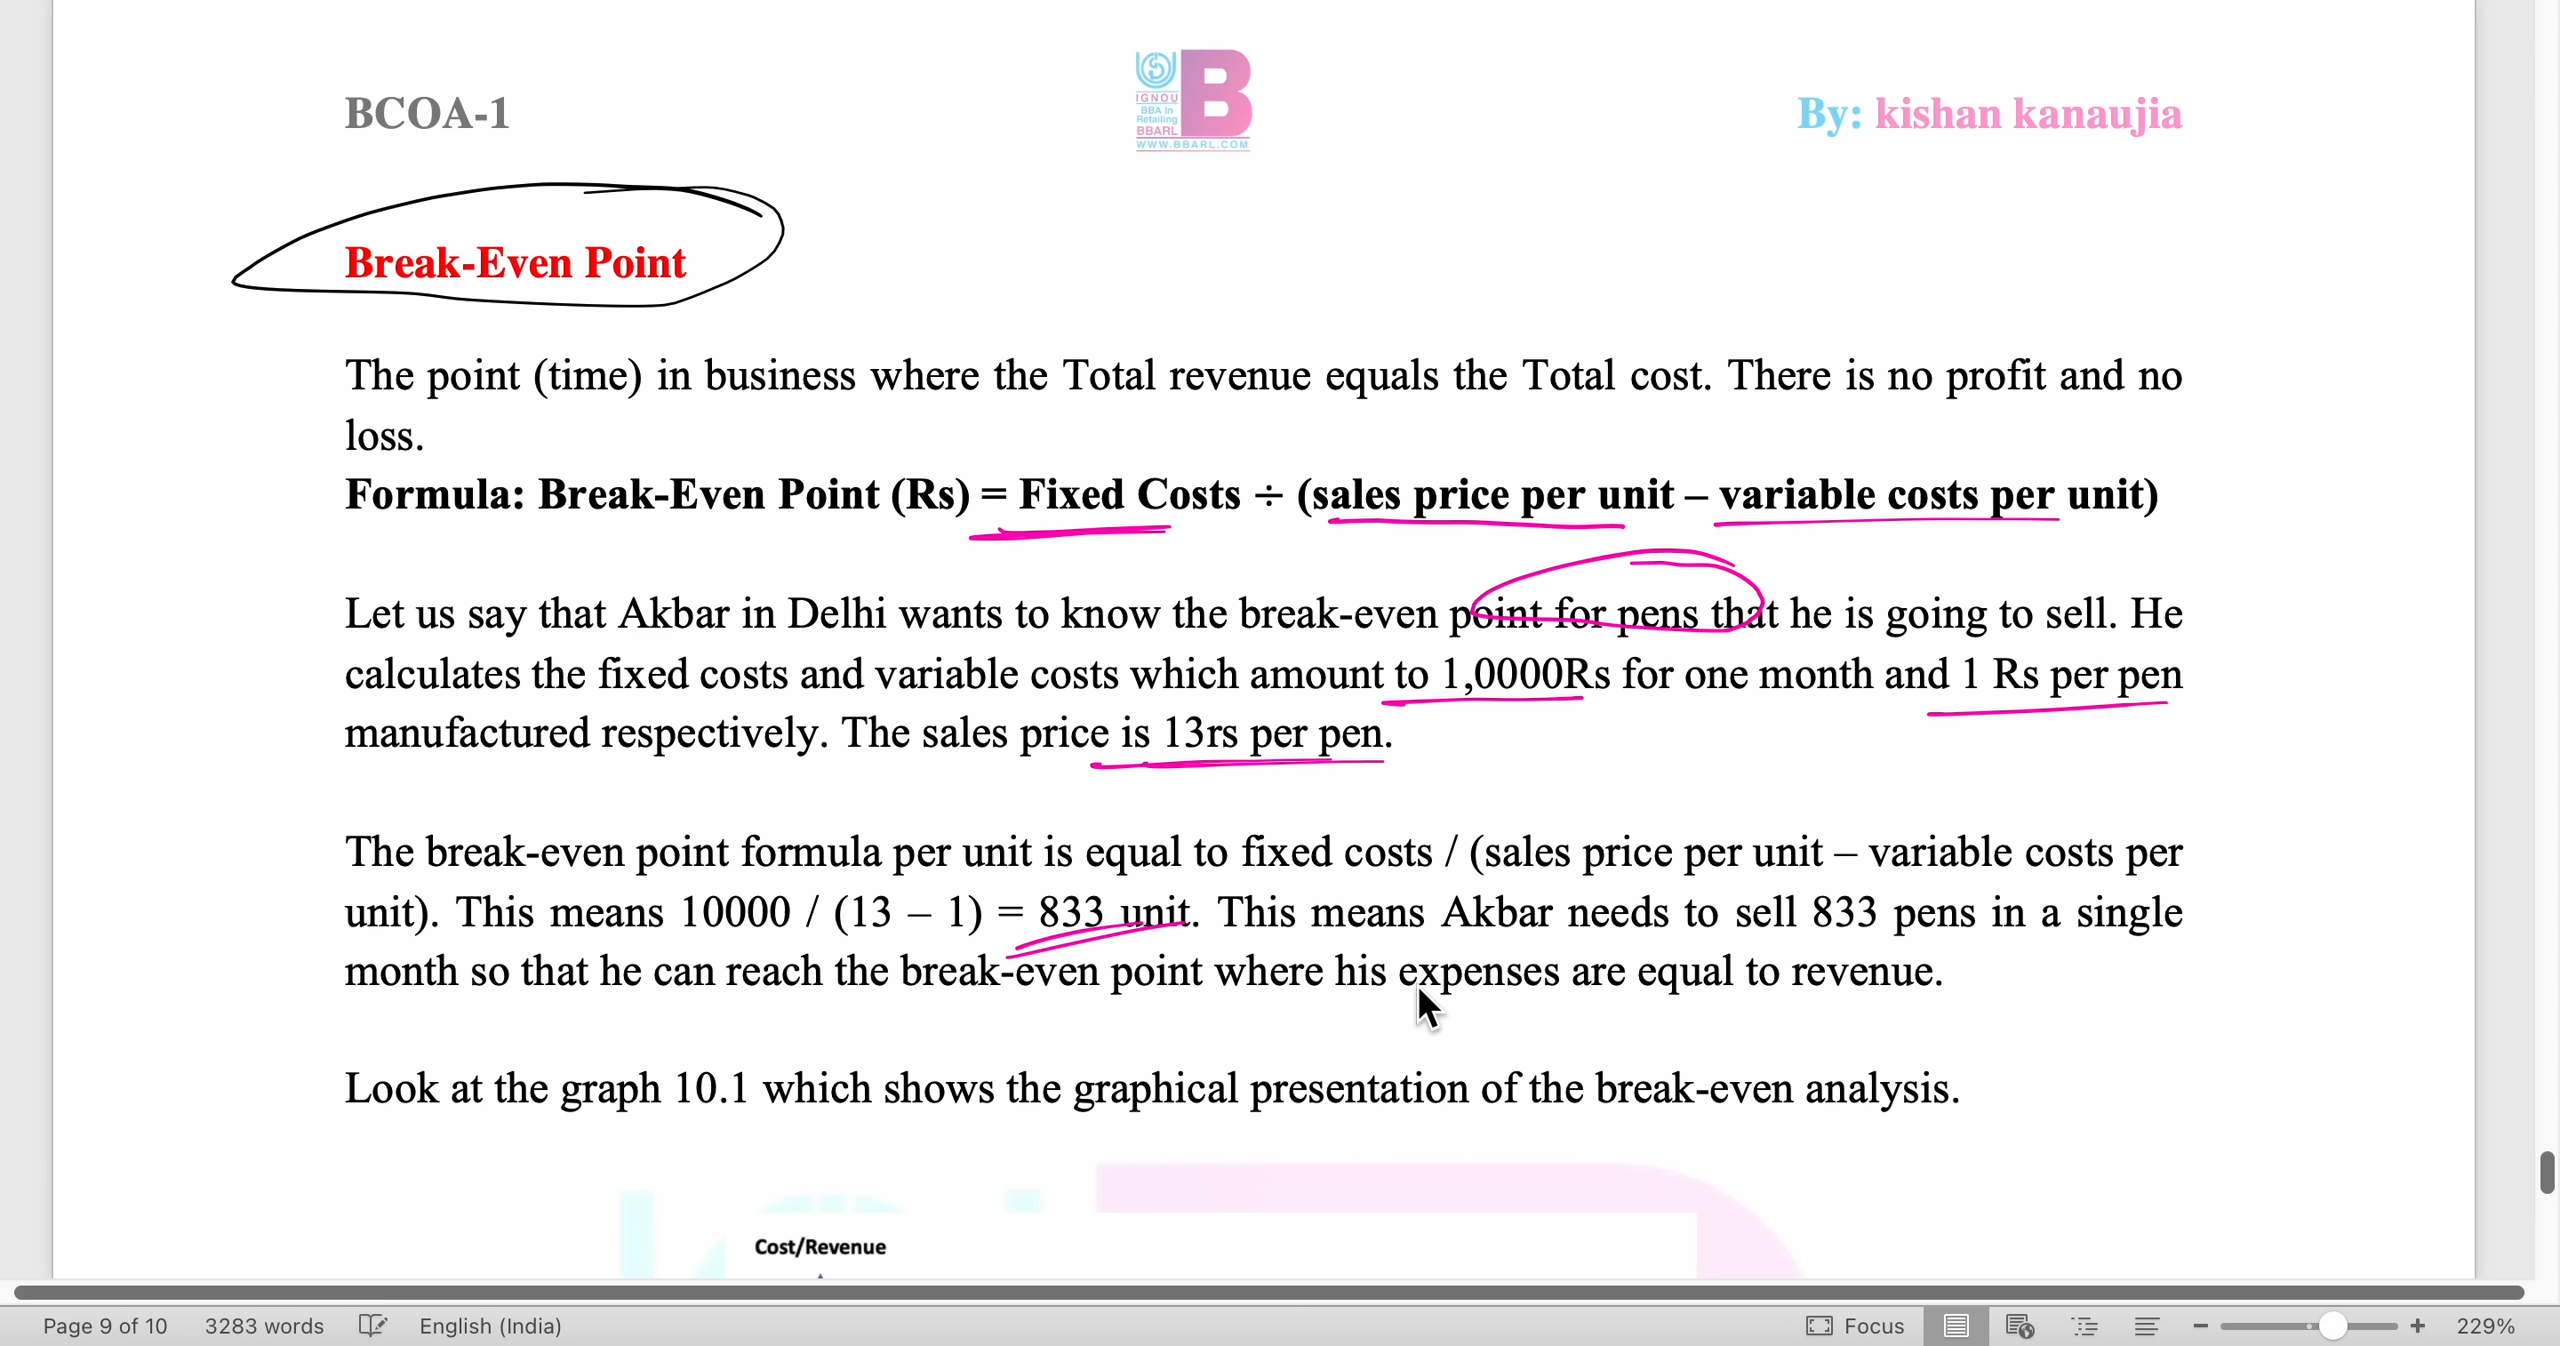 BCOA-1
IGNOU
BBA in
Retailing
BBARL
WWW.BBARL.COM
B
By: kishan kanaujia
Break-Even Point
The point (time) in business where the Total revenue equals the Total cost. There is no profit and no
loss.
Formula: Break-Even Point (Rs) = Fixed Costs ÷ (sales price per unit – variable costs per unit)
Let us say that Akbar in Delhi wants to know the break-even point for pens that he is going to sell. He
calculates the fixed costs and variable costs which amount to 1,0000Rs for one month and 1 Rs per pen
manufactured respectively. The sales price is 13rs per pen.
The break-even point formula per unit is equal to fixed costs / (sales price per unit – variable costs per
unit). This means 10000 / (13 – 1) = 833 unit. This means Akbar needs to sell 833 pens in a single
month so that he can reach the break-even point where his expenses are equal to revenue.
Look at the graph 10.1 which shows the graphical presentation of the break-even analysis.
Cost/Revenue
Page 9 of 10 3283 words English (India) Focus 229%